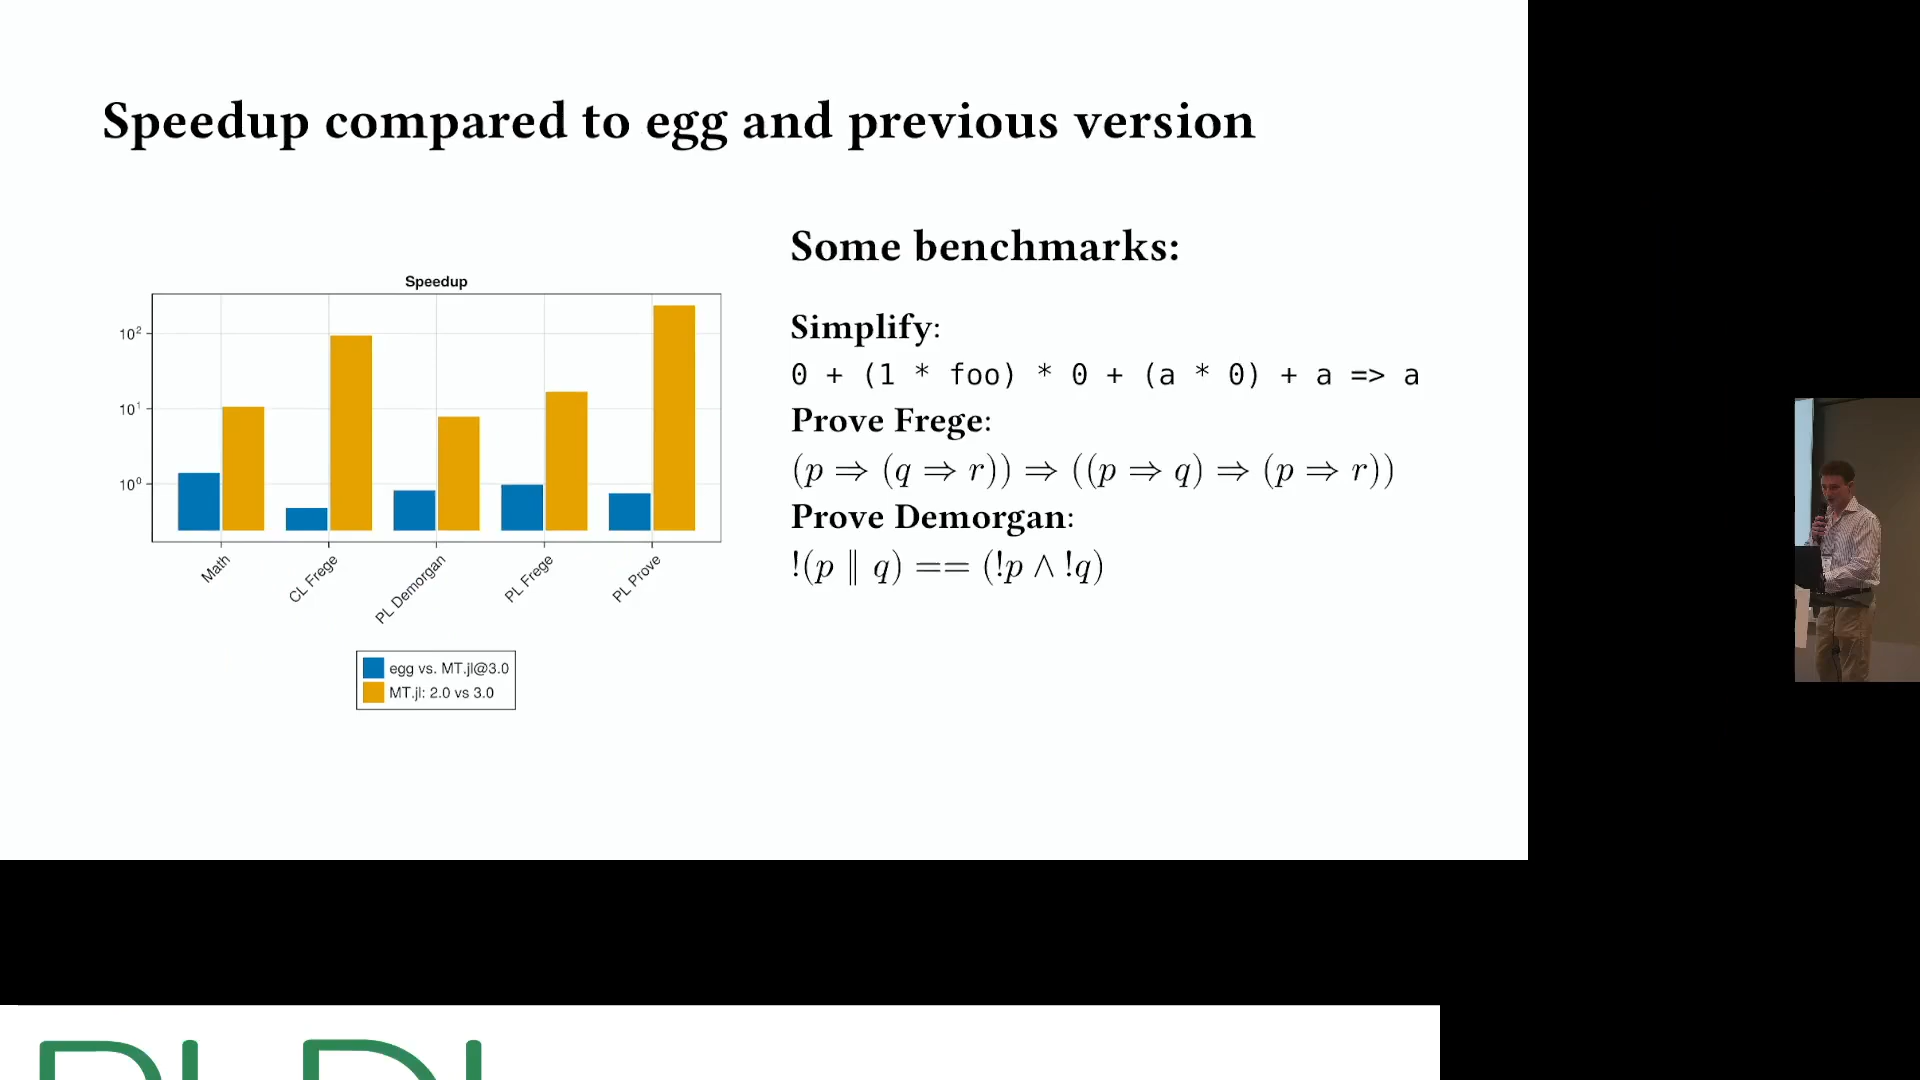 Speedup compared to egg and previous version
Speedup
10²
10¹
10⁰
Math
CL Frege
PL Demorgan
PL Frege
PL Prove
egg vs. MT.jl@3.0
MT.jl: 2.0 vs 3.0
Some benchmarks:
Simplify:
0 + (1 * foo) * 0 + (a * 0) + a => a
Prove Frege:
(p ⇒ (q ⇒ r)) ⇒ ((p ⇒ q) ⇒ (p ⇒ r))
Prove Demorgan:
!(p ∥ q) == (!p ∧ !q)
PLDI